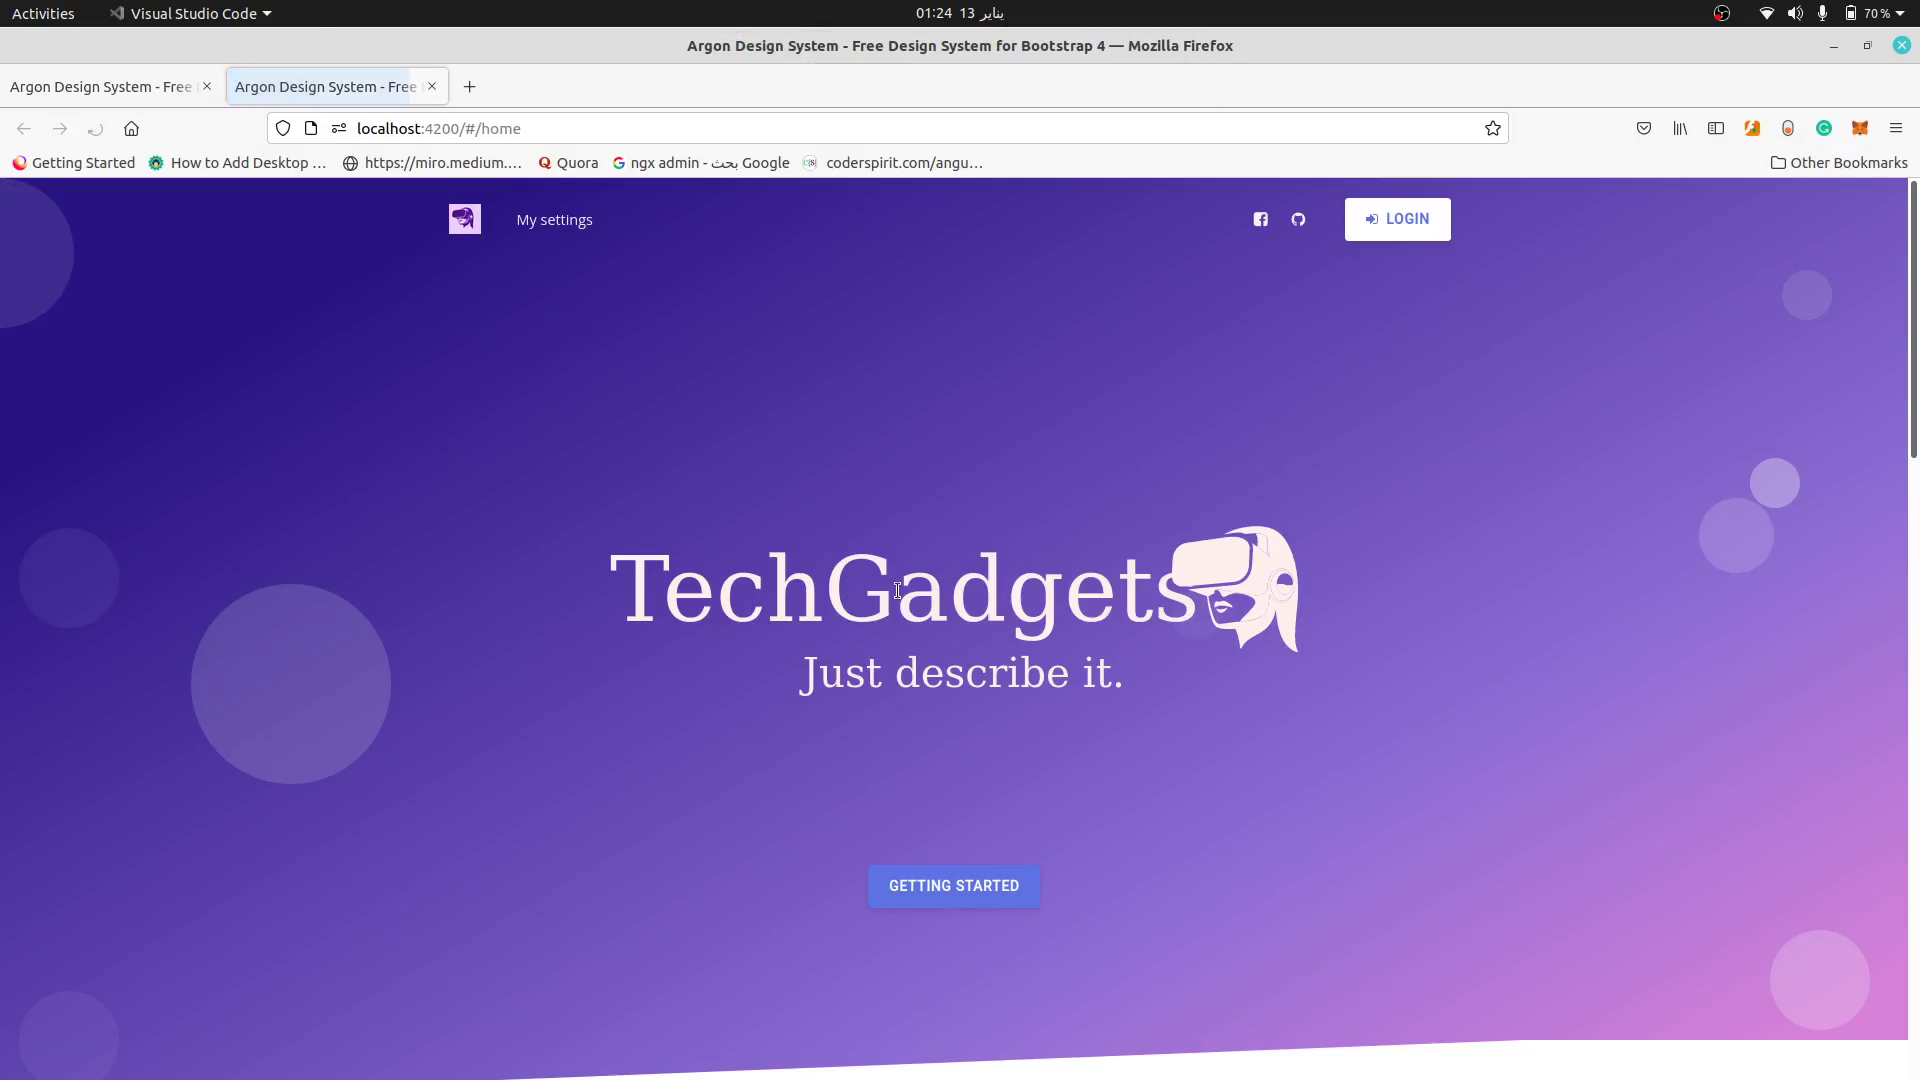 Activities
Visual Studio Code
01:24 13 يناير
70 %
Argon Design System - Free Design System for Bootstrap 4 — Mozilla Firefox
Argon Design System - Free
Argon Design System - Free
localhost:4200/#/home
Getting Started
How to Add Desktop …
https://miro.medium.…
Quora
ngx admin - بحث Google
coderspirit.com/angu…
Other Bookmarks
My settings
LOGIN
TechGadgets
Just describe it.
GETTING STARTED